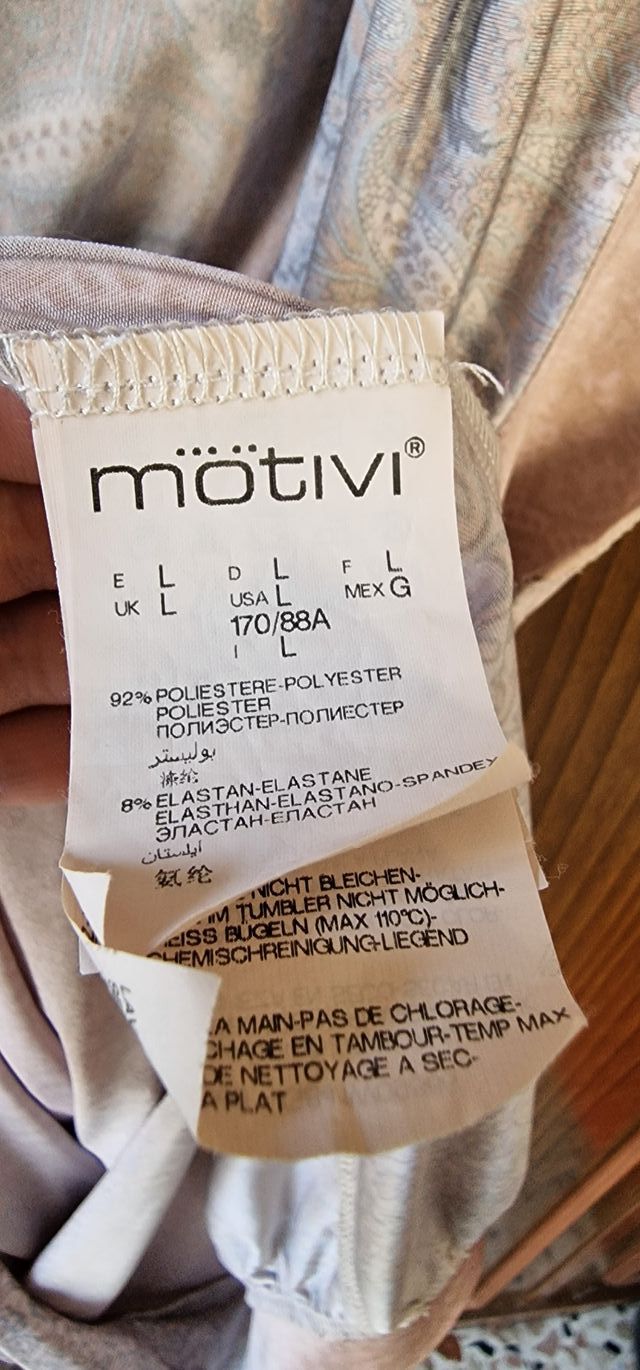 mötivi®
E L D L F L
UK L USA L MEX G
170/88A
I L
92% POLIESTERE-POLYESTER
POLIESTER
ПОЛИЭСТЕР-ПОЛИЕСТЕР
بوليستر
涤纶
8% ELASTAN-ELASTANE
ELASTHAN-ELASTANO-SPANDEX
ЭЛАСТАН-ЕЛАСТАН
ايلستان
氨纶
NICHT BLEICHEN-
IM TUMBLER NICHT MÖGLICH-
EISS BÜGELN (MAX 110°C)-
CHEMISCHREINIGUNG-LIEGEND
A MAIN-PAS DE CHLORAGE-
CHAGE EN TAMBOUR-TEMP MAX
DE NETTOYAGE A SEC-
A PLAT